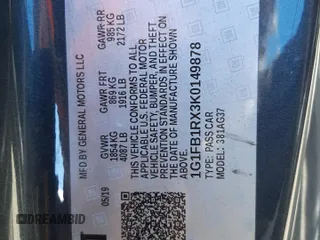 MFD BY GENERAL MOTORS LLC
05/19
GVWR
1854 KG
4087 LB
GAWR FRT
869 KG
1916 LB
GAWR RR
985 KG
2172 LB
THIS VEHICLE CONFORMS TO ALL
APPLICABLE U.S. FEDERAL MOTOR
VEHICLE SAFETY, BUMPER, AND THEFT
PREVENTION STANDARDS IN EFFECT ON
THE DATE OF MANUFACTURE SHOWN
ABOVE.
1G1FB1RX3K0149878
TYPE: PASS CAR
MODEL: 381AG37
DREAMBID